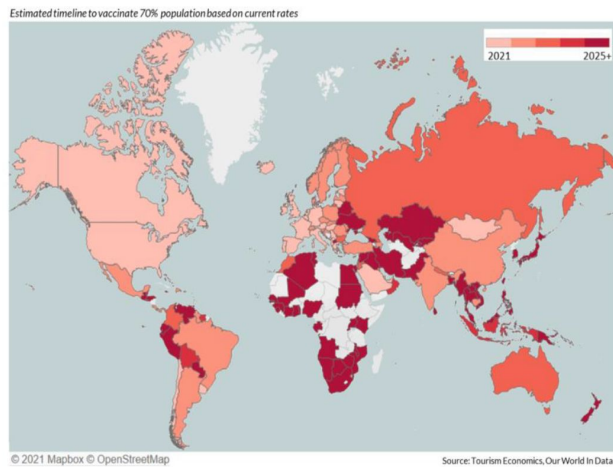 Estimated timeline to vaccinate 70% population based on current rates
2021 2025+
© 2021 Mapbox © OpenStreetMap
Source: Tourism Economics, Our World In Data